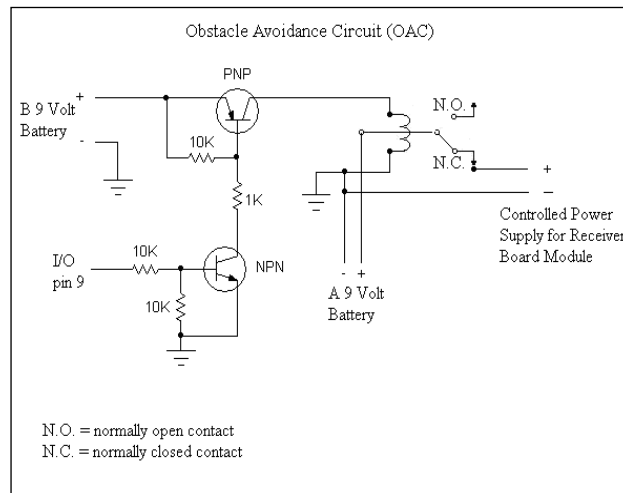 Obstacle Avoidance Circuit (OAC)
PNP
+
B 9 Volt
Battery
-
10K
1K
N.O.
N.C.
+
–
Controlled Power
Supply for Receiver
Board Module
I/O
pin 9
10K
10K
NPN
- +
A 9 Volt
Battery
N.O. = normally open contact
N.C. = normally closed contact